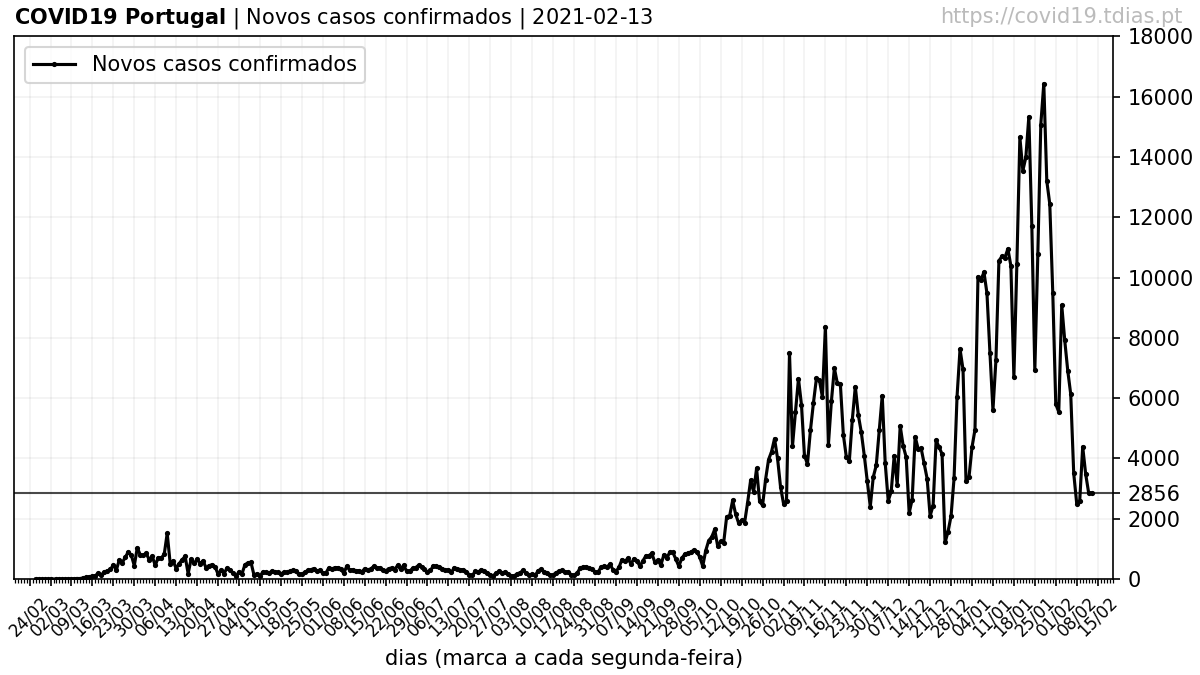 COVID19 Portugal | Novos casos confirmados | 2021-02-13
https://covid19.tdias.pt
Novos casos confirmados
18000
16000
14000
12000
10000
8000
6000
4000
2856
2000
0
24/02 02/03 09/03 16/03 23/03 30/03 06/04 13/04 20/04 27/04 04/05 11/05 18/05 25/05 01/06 08/06 15/06 22/06 29/06 06/07 13/07 20/07 27/07 03/08 10/08 17/08 24/08 31/08 07/09 14/09 21/09 28/09 05/10 12/10 19/10 26/10 02/11 09/11 16/11 23/11 30/11 07/12 14/12 21/12 28/12 04/01 11/01 18/01 25/01 01/02 08/02 15/02
dias (marca a cada segunda-feira)